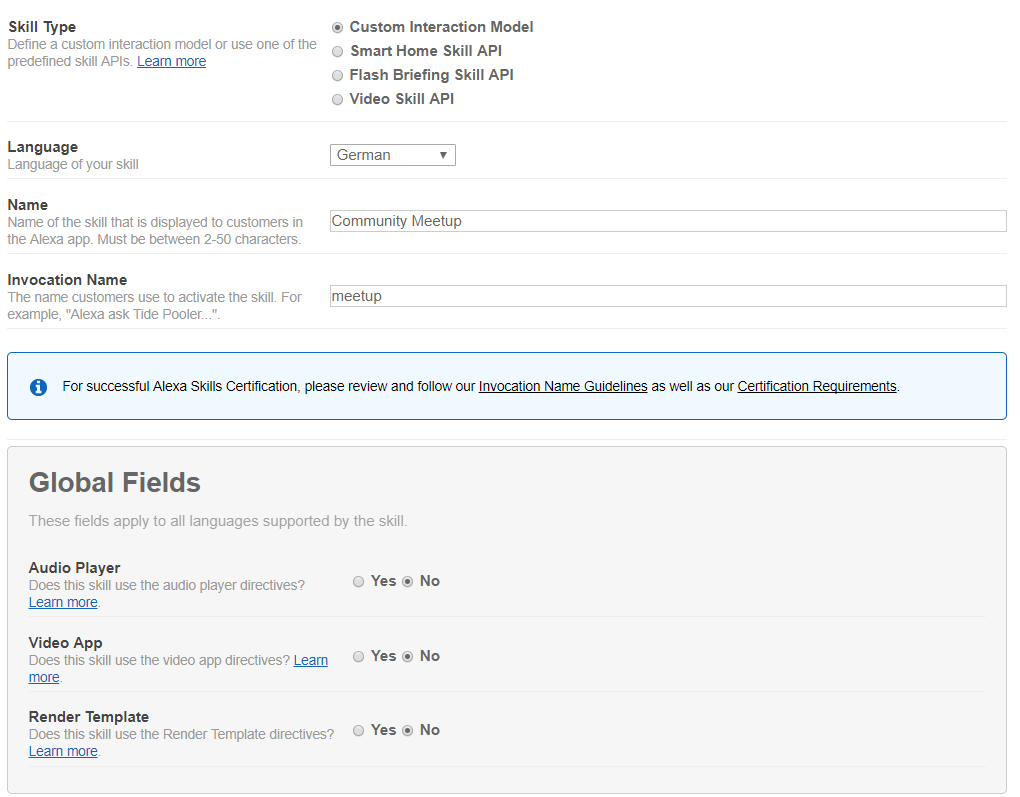 Skill Type
Define a custom interaction model or use one of the
predefined skill APIs. Learn more
Custom Interaction Model
Smart Home Skill API
Flash Briefing Skill API
Video Skill API
Language
Language of your skill
German
Name
Name of the skill that is displayed to customers in
the Alexa app. Must be between 2-50 characters.
Community Meetup
Invocation Name
The name customers use to activate the skill. For
example, "Alexa ask Tide Pooler...".
meetup
For successful Alexa Skills Certification, please review and follow our Invocation Name Guidelines as well as our Certification Requirements.
Global Fields
These fields apply to all languages supported by the skill.
Audio Player
Does this skill use the audio player directives?
Learn more.
Yes No
Video App
Does this skill use the video app directives? Learn
more.
Yes No
Render Template
Does this skill use the Render Template directives?
Learn more.
Yes No